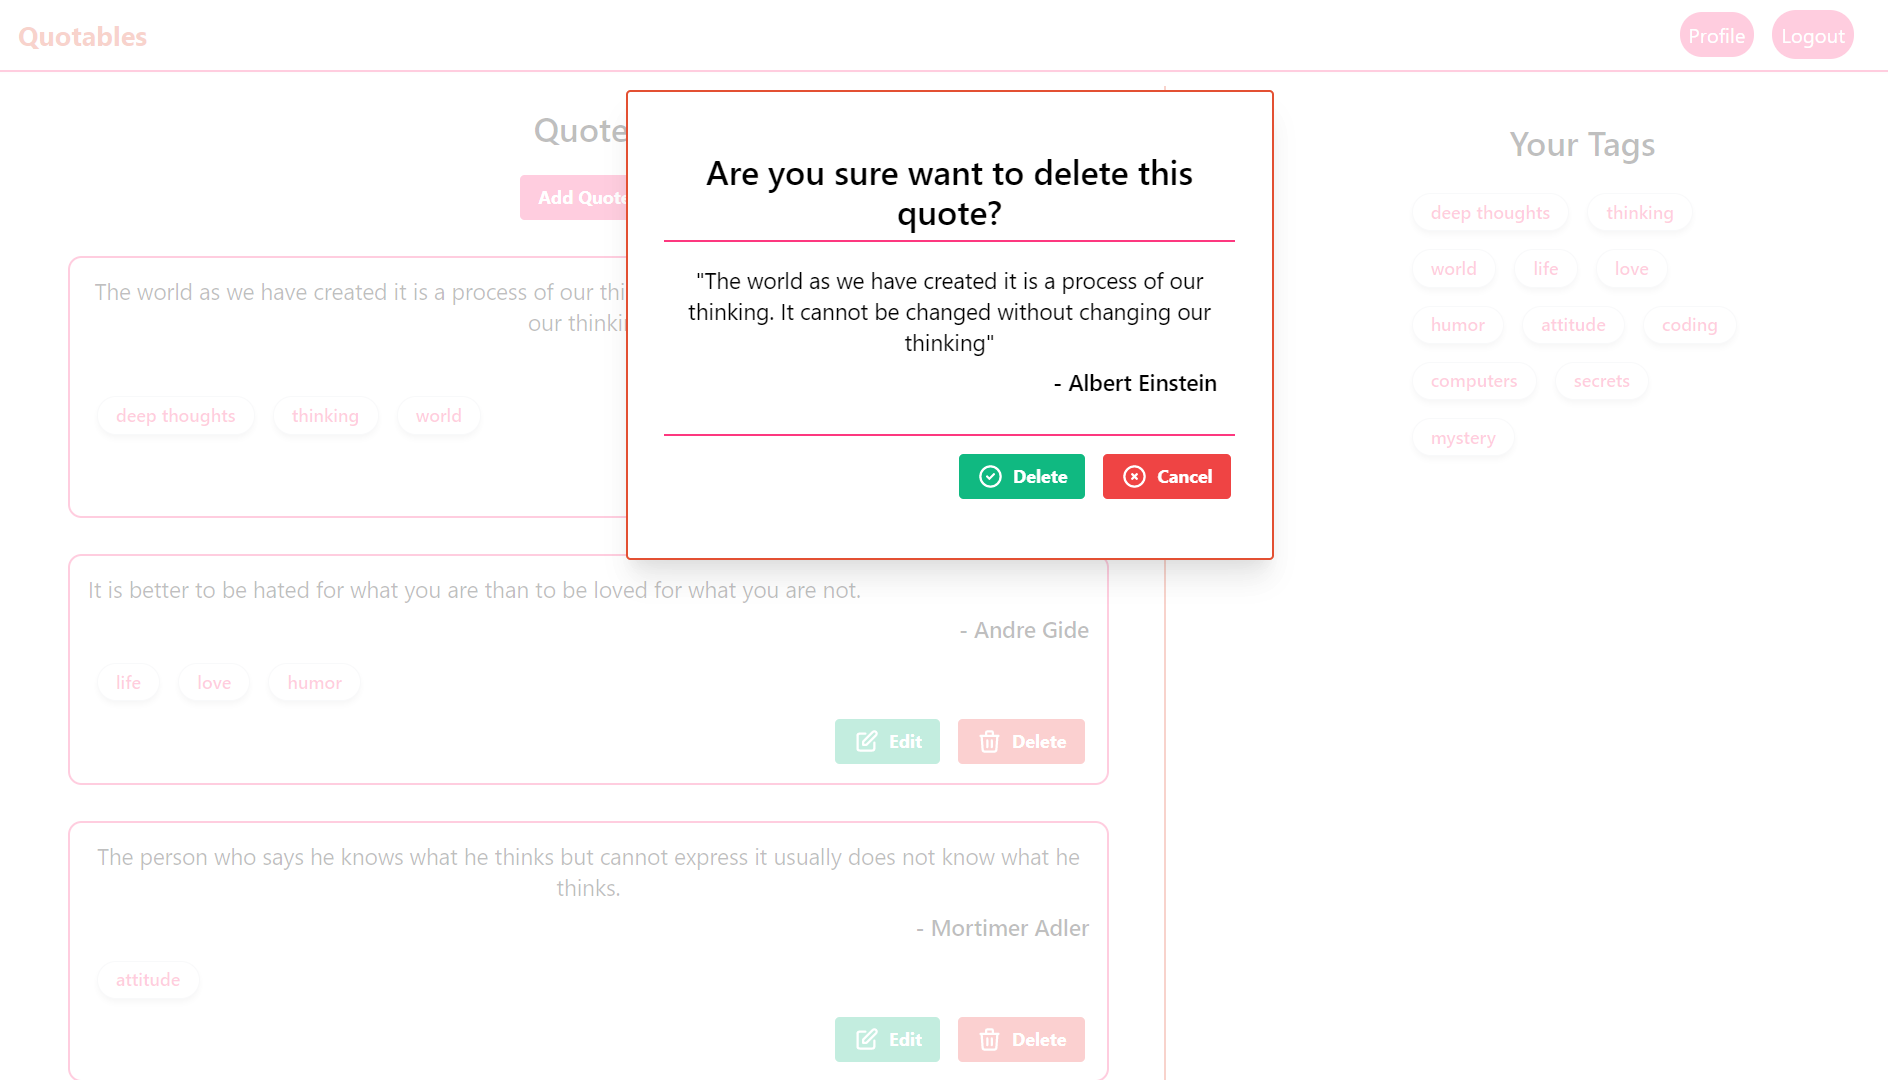 Quotables
Profile
Logout
Quote
Add Quote
The world as we have created it is a process of our thi
our thinki
deep thoughts
thinking
world
Are you sure want to delete this
quote?
"The world as we have created it is a process of our
thinking. It cannot be changed without changing our
thinking"
- Albert Einstein
Delete
Cancel
It is better to be hated for what you are than to be loved for what you are not.
- Andre Gide
life
love
humor
Edit
Delete
The person who says he knows what he thinks but cannot express it usually does not know what he
thinks.
- Mortimer Adler
attitude
Edit
Delete
Your Tags
deep thoughts
thinking
world
life
love
humor
attitude
coding
computers
secrets
mystery